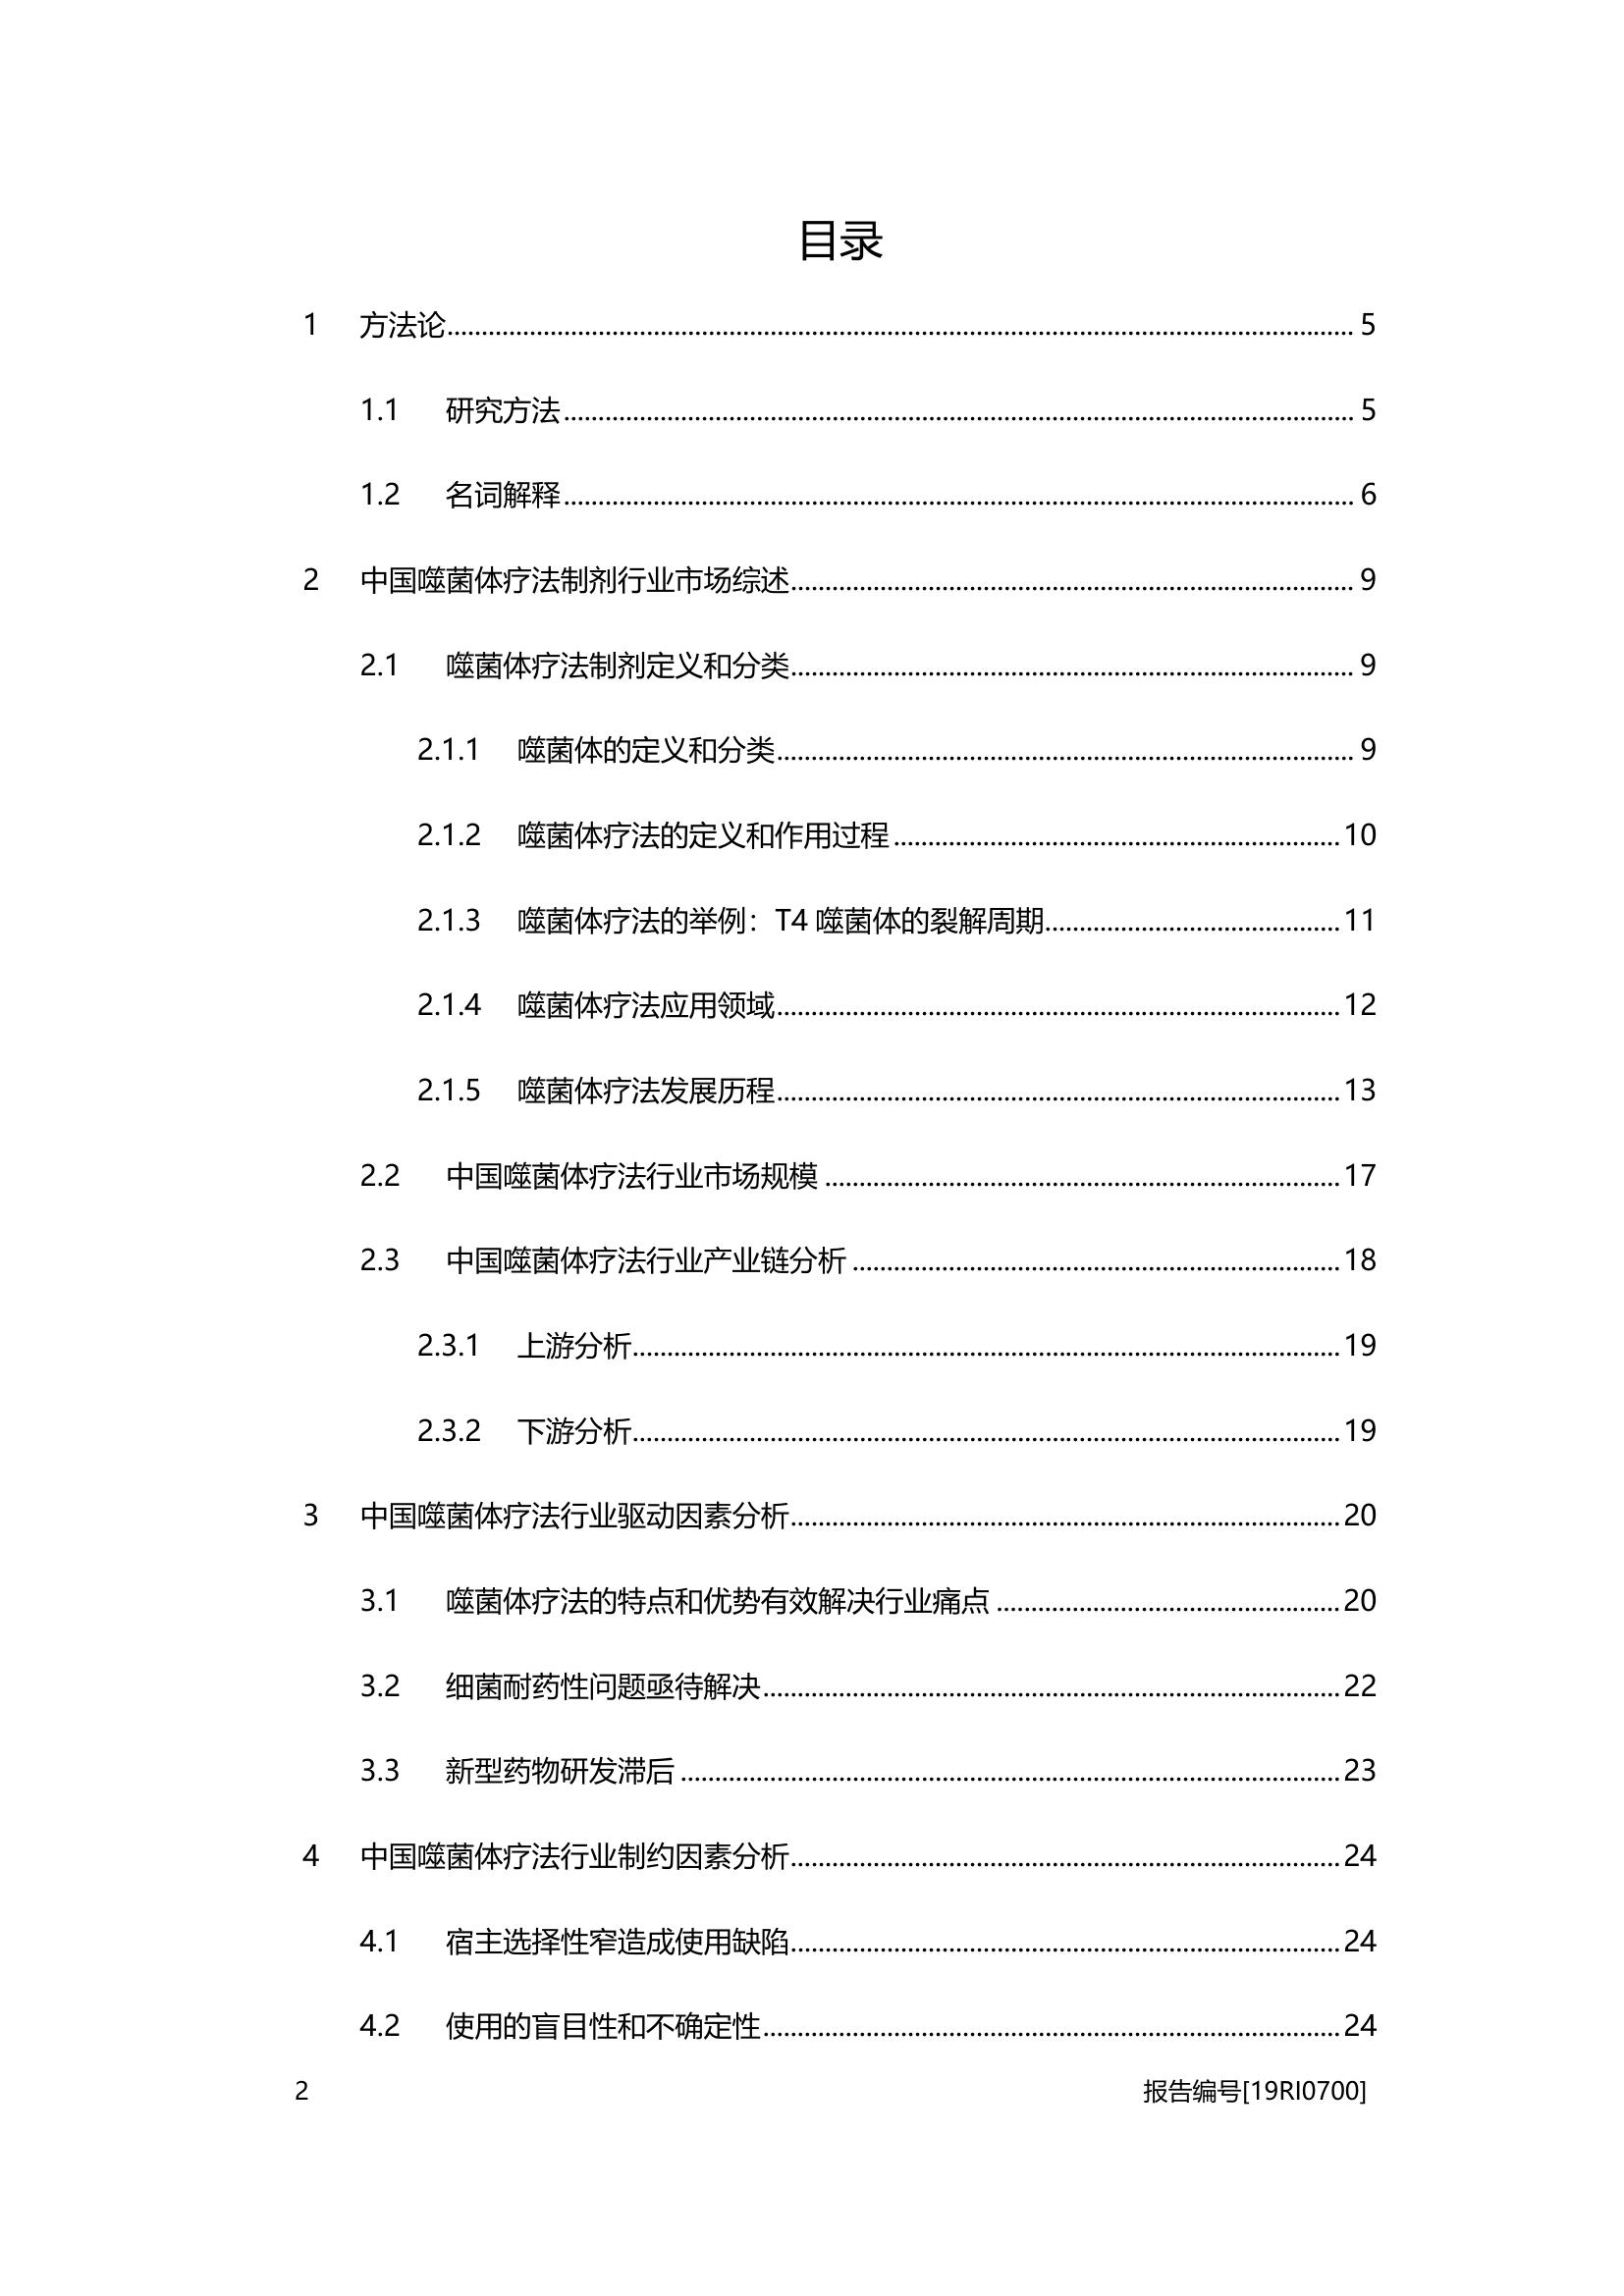 目录
1 方法论........................ 5
1.1 研究方法........................ 5
1.2 名词解释........................ 6
2 中国噬菌体疗法制剂行业市场综述........................ 9
2.1 噬菌体疗法制剂定义和分类........................ 9
2.1.1 噬菌体的定义和分类........................ 9
2.1.2 噬菌体疗法的定义和作用过程........................ 10
2.1.3 噬菌体疗法的举例：T4 噬菌体的裂解周期........................ 11
2.1.4 噬菌体疗法应用领域........................ 12
2.1.5 噬菌体疗法发展历程........................ 13
2.2 中国噬菌体疗法行业市场规模........................ 17
2.3 中国噬菌体疗法行业产业链分析........................ 18
2.3.1 上游分析........................ 19
2.3.2 下游分析........................ 19
3 中国噬菌体疗法行业驱动因素分析........................ 20
3.1 噬菌体疗法的特点和优势有效解决行业痛点........................ 20
3.2 细菌耐药性问题亟待解决........................ 22
3.3 新型药物研发滞后........................ 23
4 中国噬菌体疗法行业制约因素分析........................ 24
4.1 宿主选择性窄造成使用缺陷........................ 24
4.2 使用的盲目性和不确定性........................ 24
2 报告编号[19RI0700]